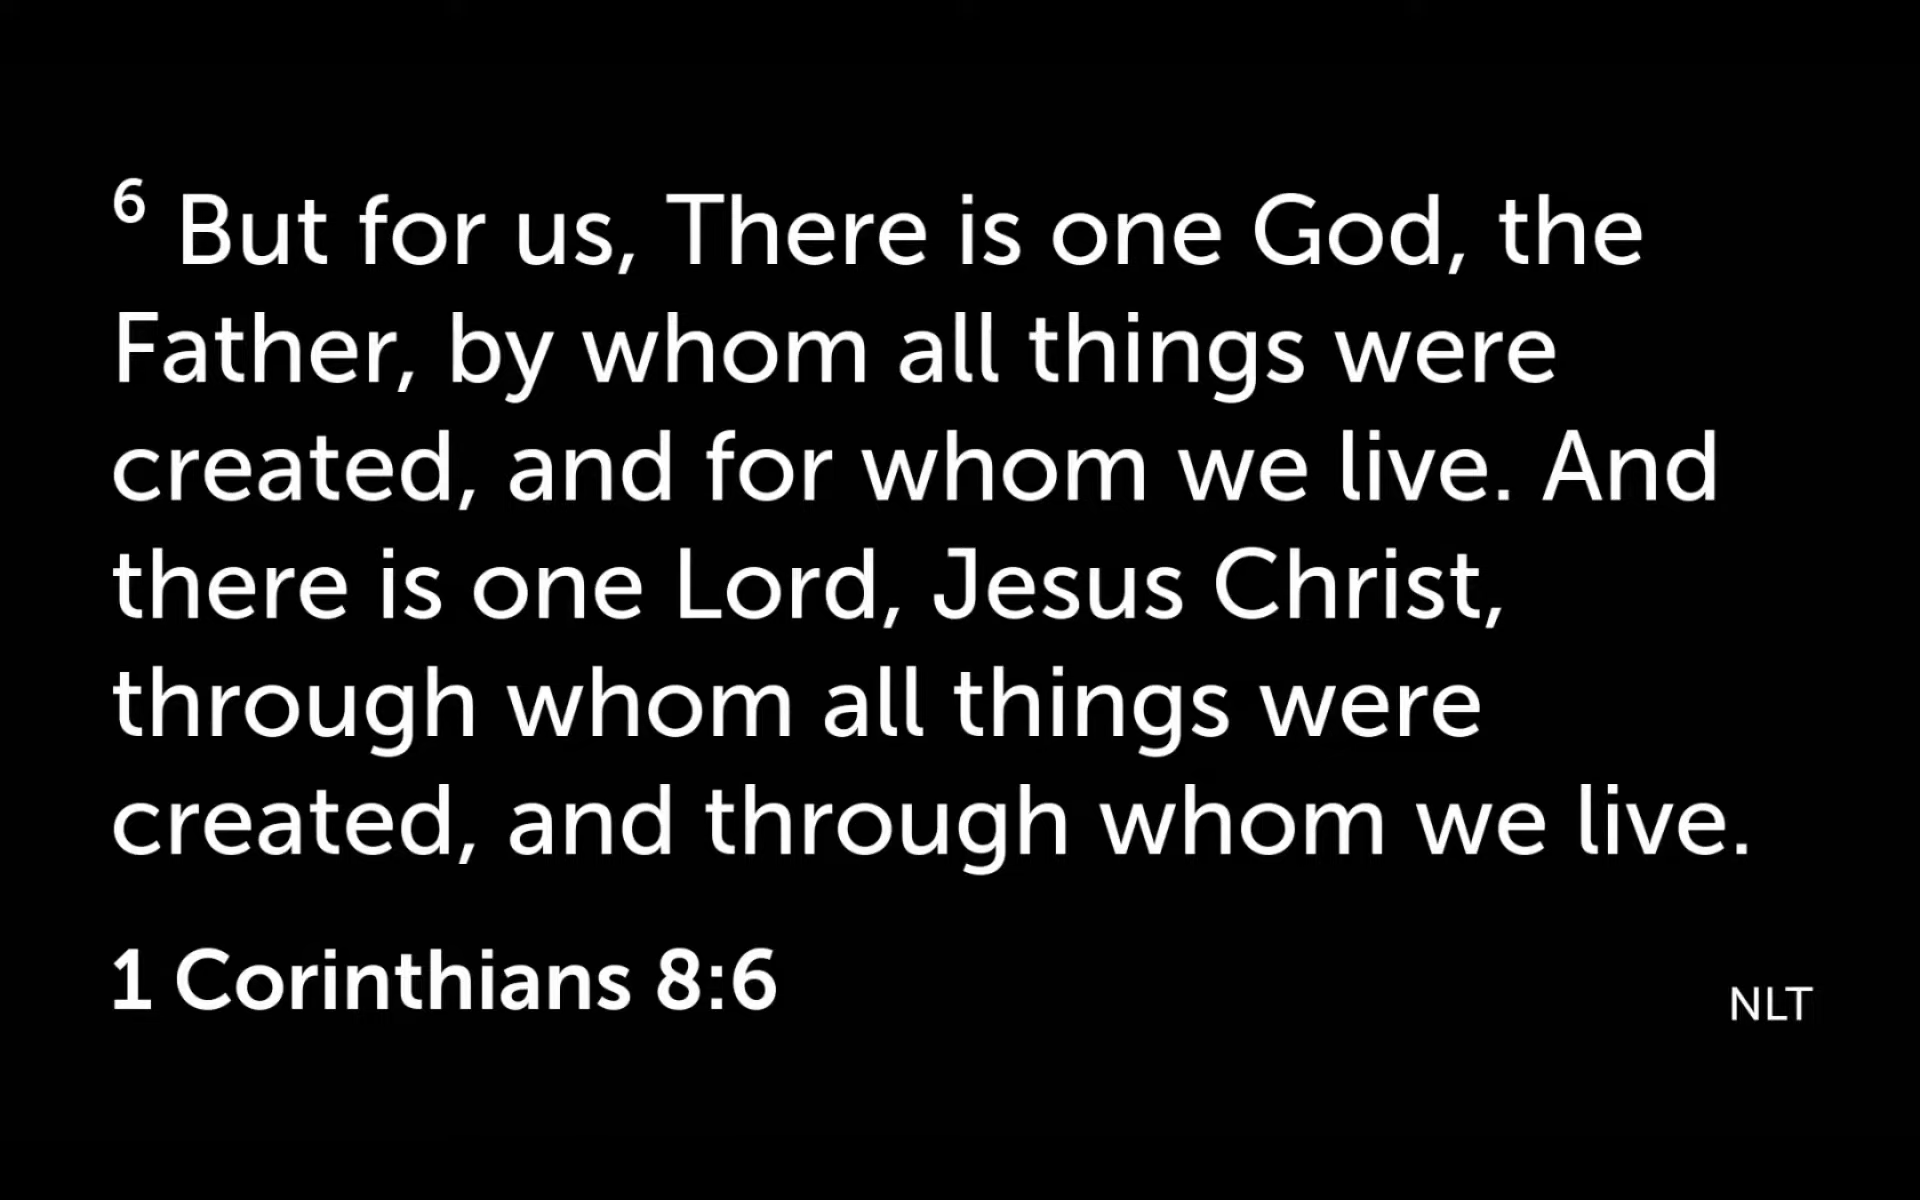 6 But for us, There is one God, the
Father, by whom all things were
created, and for whom we live. And
there is one Lord, Jesus Christ,
through whom all things were
created, and through whom we live.
1 Corinthians 8:6
NLT